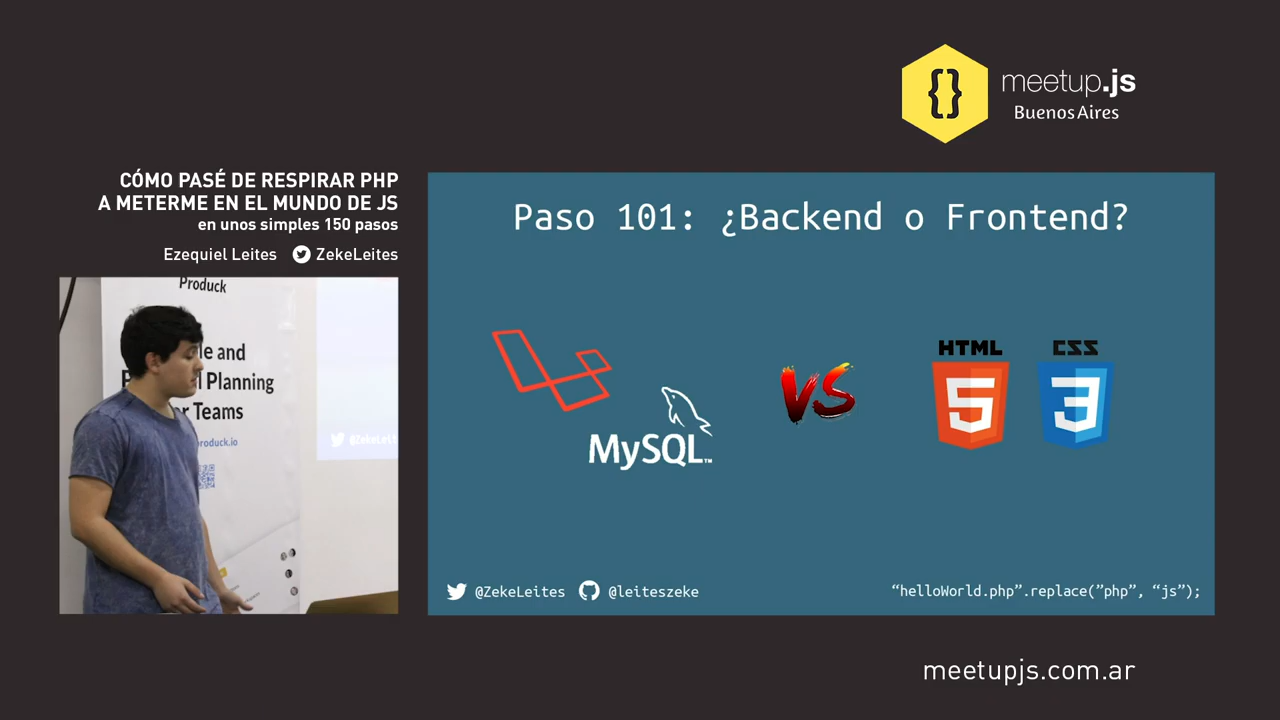 meetup.js
Buenos Aires
CÓMO PASÉ DE RESPIRAR PHP
A METERME EN EL MUNDO DE JS
en unos simples 150 pasos
Ezequiel Leites ZekeLeites
Produck
and
Planning
Teams
@ZekeLeit
Paso 101: ¿Backend o Frontend?
HTML CSS
5 3
VS
MySQL™
@ZekeLeites @leiteszeke
“helloWorld.php”.replace(”php”, “js”);
meetupjs.com.ar